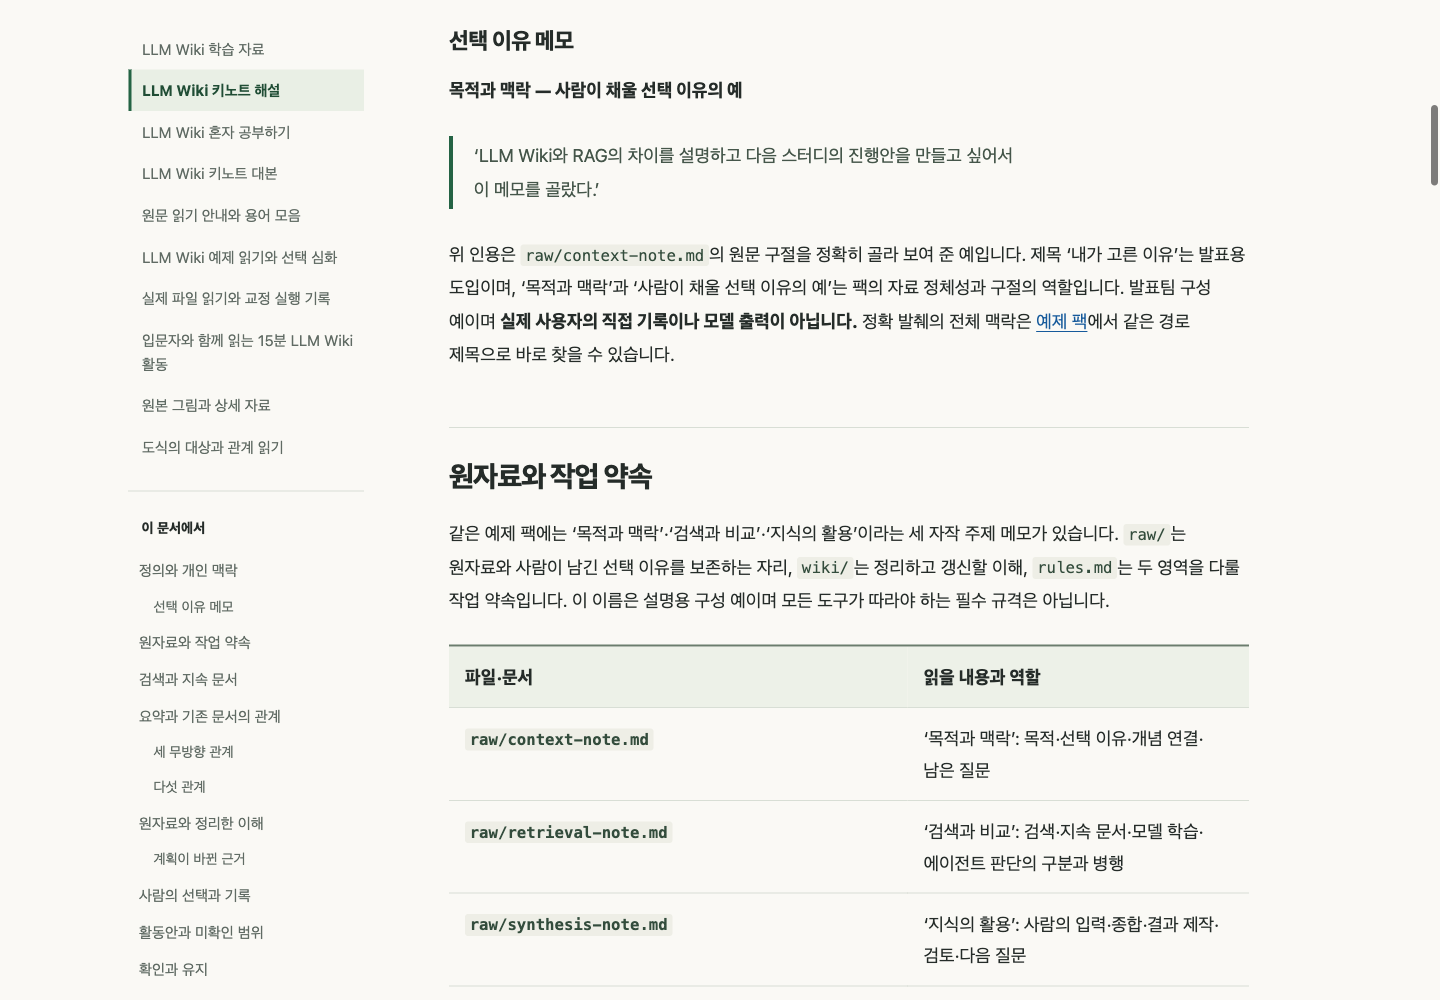 LLM Wiki 학습 자료
LLM Wiki 키노트 해설
LLM Wiki 혼자 공부하기
LLM Wiki 키노트 대본
원문 읽기 안내와 용어 모음
LLM Wiki 예제 읽기와 선택 심화
실제 파일 읽기와 교정 실행 기록
입문자와 함께 읽는 15분 LLM Wiki
활동
원본 그림과 상세 자료
도식의 대상과 관계 읽기
이 문서에서
정의와 개인 맥락
선택 이유 메모
원자료와 작업 약속
검색과 지속 문서
요약과 기존 문서의 관계
세 무방향 관계
다섯 관계
원자료와 정리한 이해
계획이 바뀐 근거
사람의 선택과 기록
활동안과 미확인 범위
확인과 유지
선택 이유 메모
목적과 맥락 — 사람이 채울 선택 이유의 예
‘LLM Wiki와 RAG의 차이를 설명하고 다음 스터디의 진행안을 만들고 싶어서
이 메모를 골랐다.’
위 인용은 raw/context-note.md의 원문 구절을 정확히 골라 보여 준 예입니다. 제목 ‘내가 고른 이유’는 발표용
도입이며, ‘목적과 맥락’과 ‘사람이 채울 선택 이유의 예’는 팩의 자료 정체성과 구절의 역할입니다. 발표팀 구성
예이며 실제 사용자의 직접 기록이나 모델 출력이 아닙니다. 정확 발췌의 전체 맥락은 예제 팩에서 같은 경로
제목으로 바로 찾을 수 있습니다.
원자료와 작업 약속
같은 예제 팩에는 ‘목적과 맥락’·‘검색과 비교’·‘지식의 활용’이라는 세 자작 주제 메모가 있습니다. raw/는
원자료와 사람이 남긴 선택 이유를 보존하는 자리, wiki/는 정리하고 갱신할 이해, rules.md는 두 영역을 다룰
작업 약속입니다. 이 이름은 설명용 구성 예이며 모든 도구가 따라야 하는 필수 규격은 아닙니다.
파일·문서
읽을 내용과 역할
raw/context-note.md
‘목적과 맥락’: 목적·선택 이유·개념 연결·
남은 질문
raw/retrieval-note.md
‘검색과 비교’: 검색·지속 문서·모델 학습·
에이전트 판단의 구분과 병행
raw/synthesis-note.md
‘지식의 활용’: 사람의 입력·종합·결과 제작·
검토·다음 질문